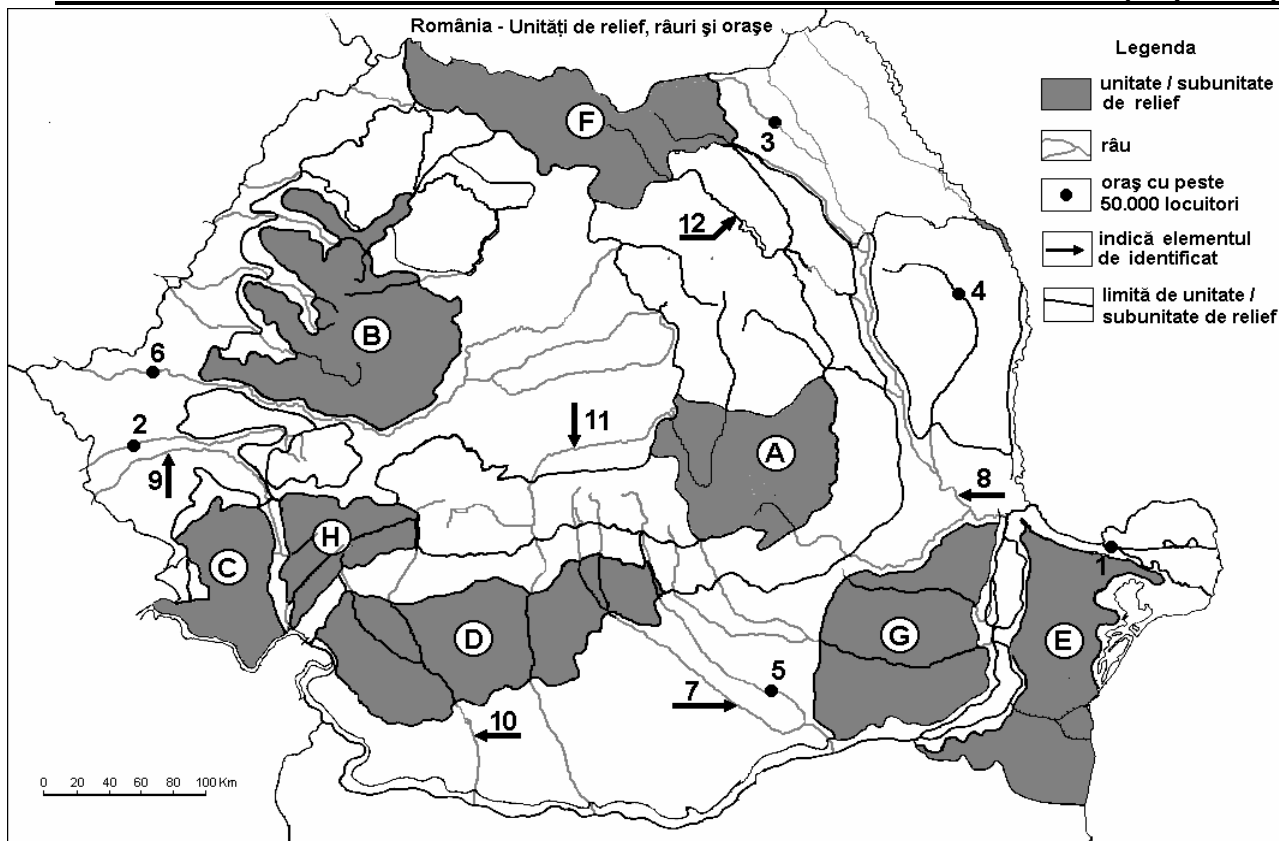 România - Unităţi de relief, râuri şi oraşe
Legenda
unitate / subunitate
de relief
râu
oraş cu peste
50.000 locuitori
indică elementul
de identificat
limită de unitate /
subunitate de relief
F
3
12
4
B
6
2
11
A
9
8
H
C
1
D
G
E
5
7
10
0 20 40 60 80 100 Km